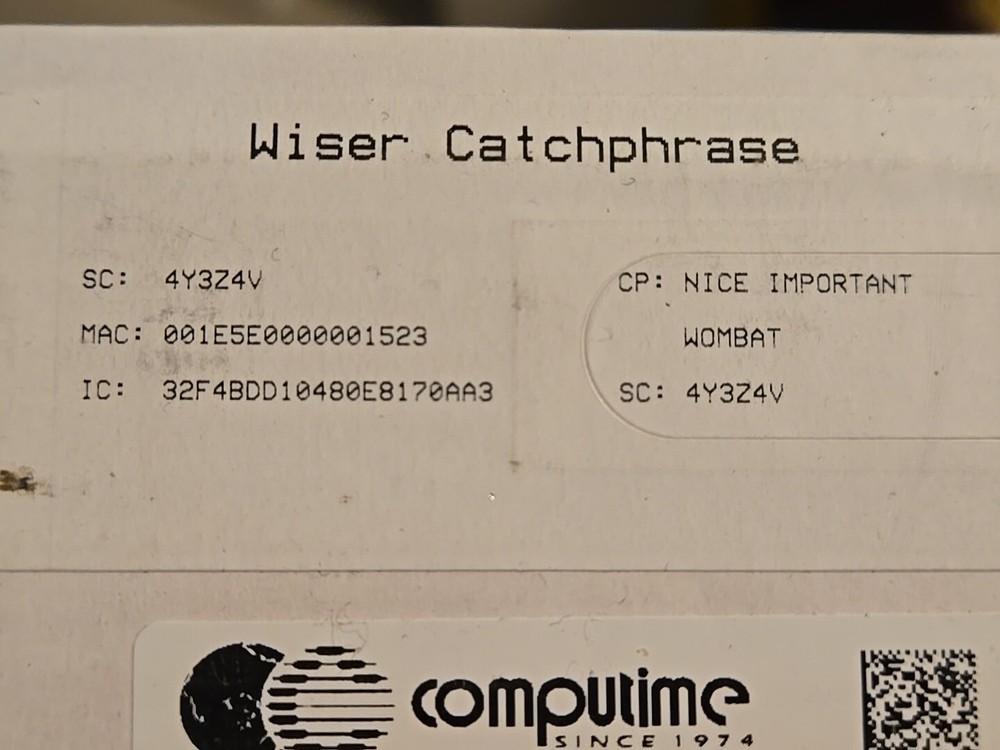 Wiser Catchphrase
SC: 4Y3Z4V
MAC: 001E5E0000001523
IC: 32F4BDD10480E8170AA3
CP: NICE IMPORTANT
WOMBAT
SC: 4Y3Z4V
computime
SINCE 1974